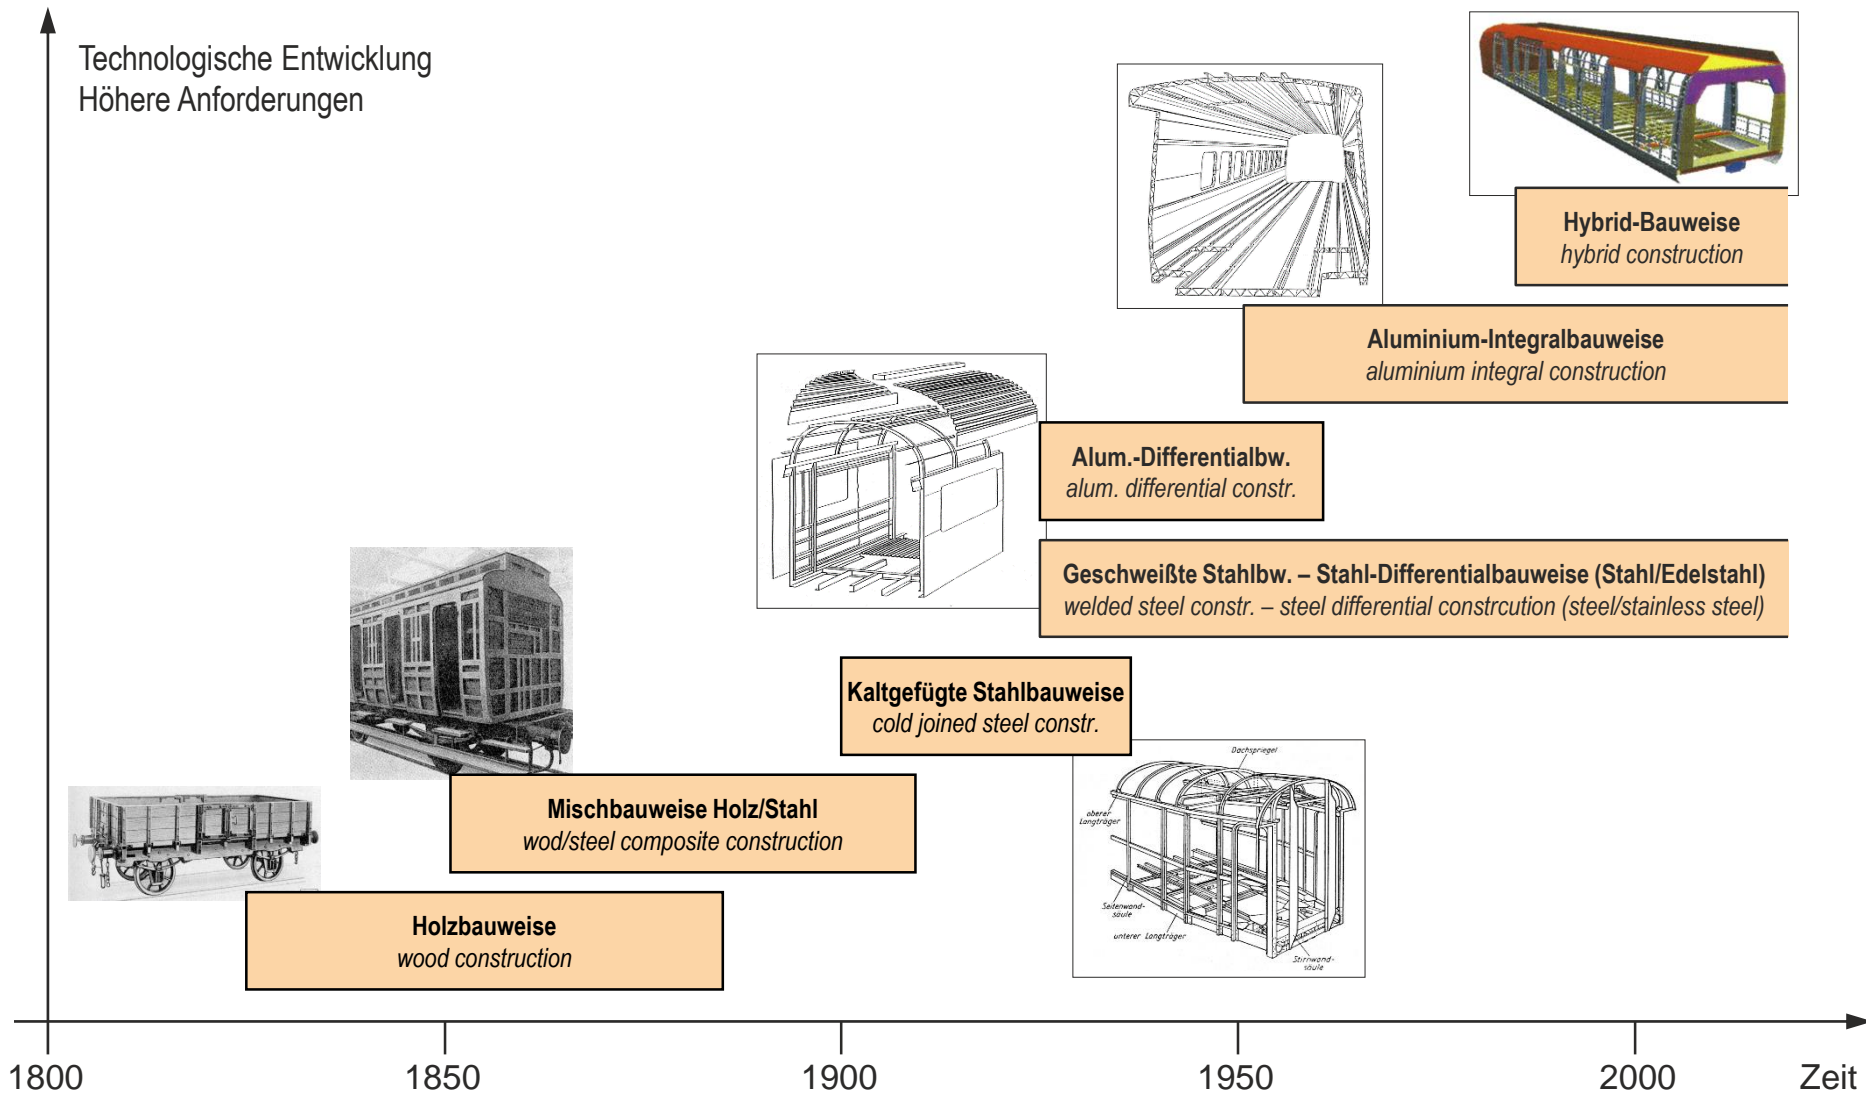 Technologische Entwicklung
Höhere Anforderungen
Hybrid-Bauweise
hybrid construction
Aluminium-Integralbauweise
aluminium integral construction
Alum.-Differentialbw.
alum. differential constr.
Geschweißte Stahlbw. – Stahl-Differentialbauweise (Stahl/Edelstahl)
welded steel constr. – steel differential constrcution (steel/stainless steel)
Kaltgefügte Stahlbauweise
cold joined steel constr.
Dachspriegel
oberer
Langträger
Seitenwand-
säule
unterer Langträger
Stirnwand-
säule
Mischbauweise Holz/Stahl
wod/steel composite construction
Holzbauweise
wood construction
1800
1850
1900
1950
2000
Zeit